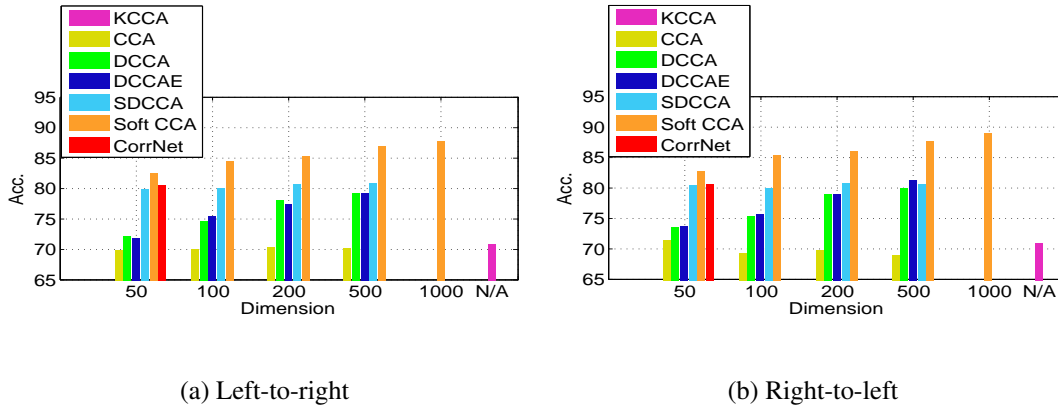 KCCA
CCA
DCCA
DCCAE
SDCCA
Soft CCA
CorrNet
95
90
85
80
75
70
65
Acc.
50 100 200 500 1000 N/A
Dimension
(a) Left-to-right
KCCA
CCA
DCCA
DCCAE
SDCCA
Soft CCA
CorrNet
95
90
85
80
75
70
65
Acc.
50 100 200 500 1000 N/A
Dimension
(b) Right-to-left